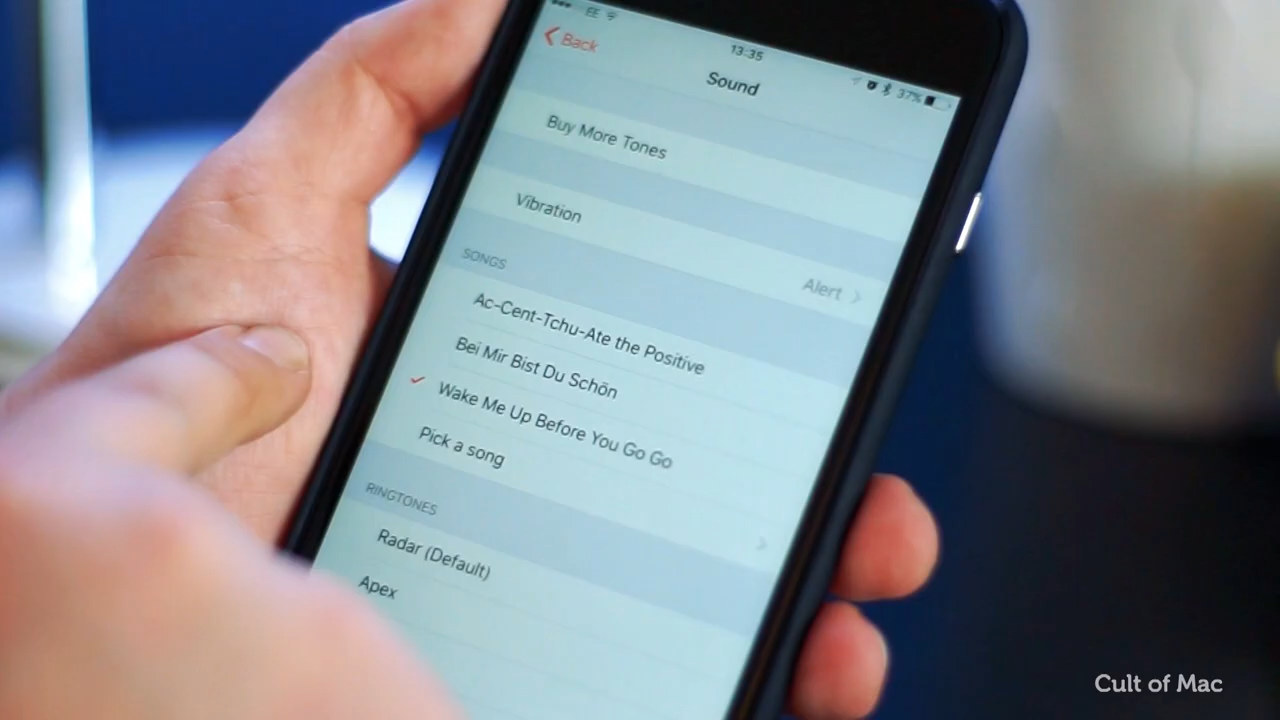 EE
13:35
37%
Back
Sound
Buy More Tones
Vibration
Alert
SONGS
Ac-Cent-Tchu-Ate the Positive
Bei Mir Bist Du Schön
Wake Me Up Before You Go Go
Pick a song
RINGTONES
Radar (Default)
Apex
Cult of Mac